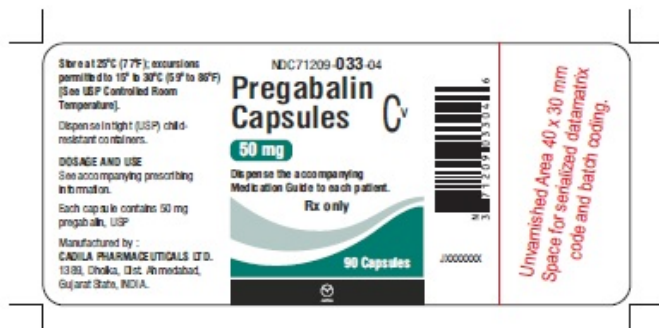 Store at 25°C (77°F); excursions
permitted to 15° to 30°C (59° to 86°F)
[See USP Controlled Room
Temperature].
Dispense in tight (USP) child-
resistant containers.
DOSAGE AND USE
See accompanying prescribing
information.
Each capsule contains 50 mg
pregabalin, USP
Manufactured by :
CADILA PHARMACEUTICALS LTD.
1389, Dholka, Dist. Ahmedabad,
Gujarat State, INDIA.
NDC71209-033-04
Pregabalin
Capsules
CV
50 mg
Dispense the accompanying
Medication Guide to each patient.
Rx only
90 Capsules
N
3 71209 03304 6
JXXXXXXX
Unvarnished Area 40 x 30 mm
Space for serialized datamatrix
code and batch coding.